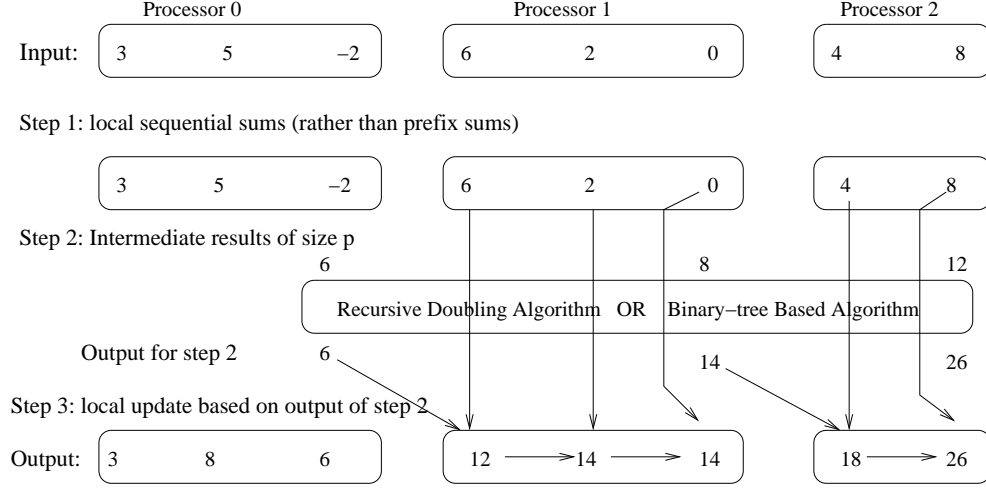 Processor 0 Processor 1 Processor 2
Input: 3 5 −2 6 2 0 4 8
Step 1: local sequential sums (rather than prefix sums)
3 5 −2 6 2 0 4 8
Step 2: Intermediate results of size p
6 8 12
Recursive Doubling Algorithm OR Binary−tree Based Algorithm
Output for step 2 6 14 26
Step 3: local update based on output of step 2
Output: 3 8 6 12 14 14 18 26